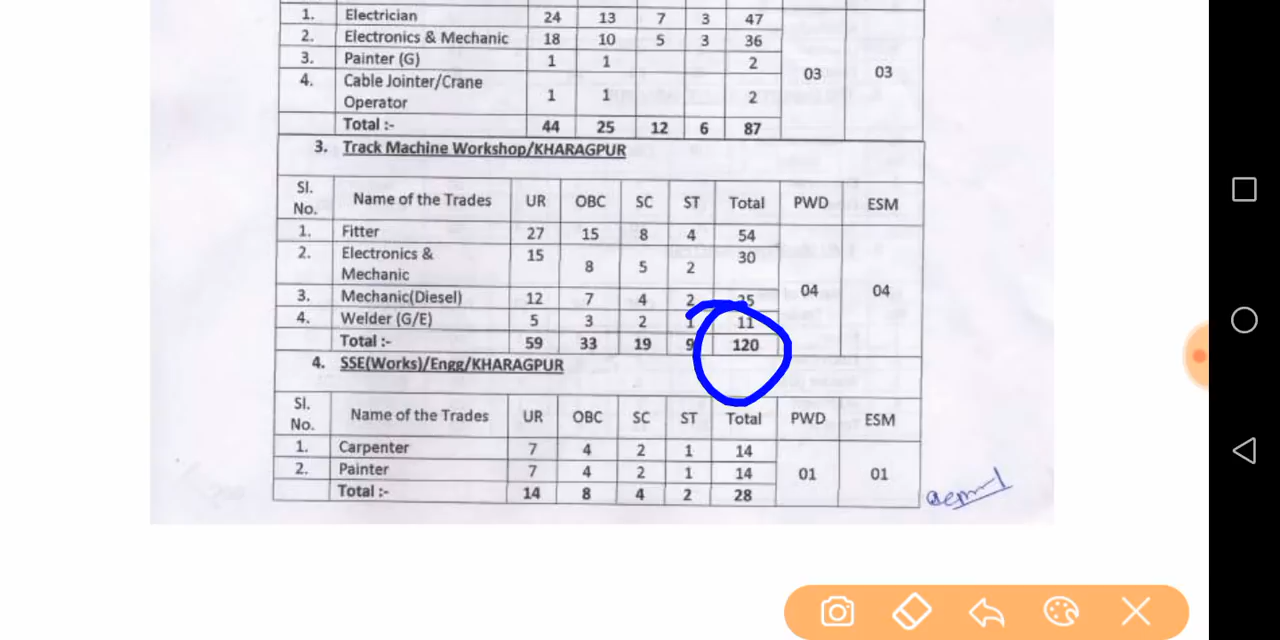 1. Electrician 24 13 7 3 47
2. Electronics & Mechanic 18 10 5 3 36
3. Painter (G) 1 1 2
03 03
4. Cable Jointer/Crane
Operator 1 1 2
Total :- 44 25 12 6 87
3. Track Machine Workshop/KHARAGPUR
Sl.
No. Name of the Trades UR OBC SC ST Total PWD ESM
1. Fitter 27 15 8 4 54
2. Electronics &
Mechanic 15 8 5 2 30
04 04
3. Mechanic(Diesel) 12 7 4 2 25
4. Welder (G/E) 5 3 2 1 11
Total :- 59 33 19 9 120
4. SSE(Works)/Engg/KHARAGPUR
Sl.
No. Name of the Trades UR OBC SC ST Total PWD ESM
1. Carpenter 7 4 2 1 14
2. Painter 7 4 2 1 14
01 01
Total :- 14 8 4 2 28